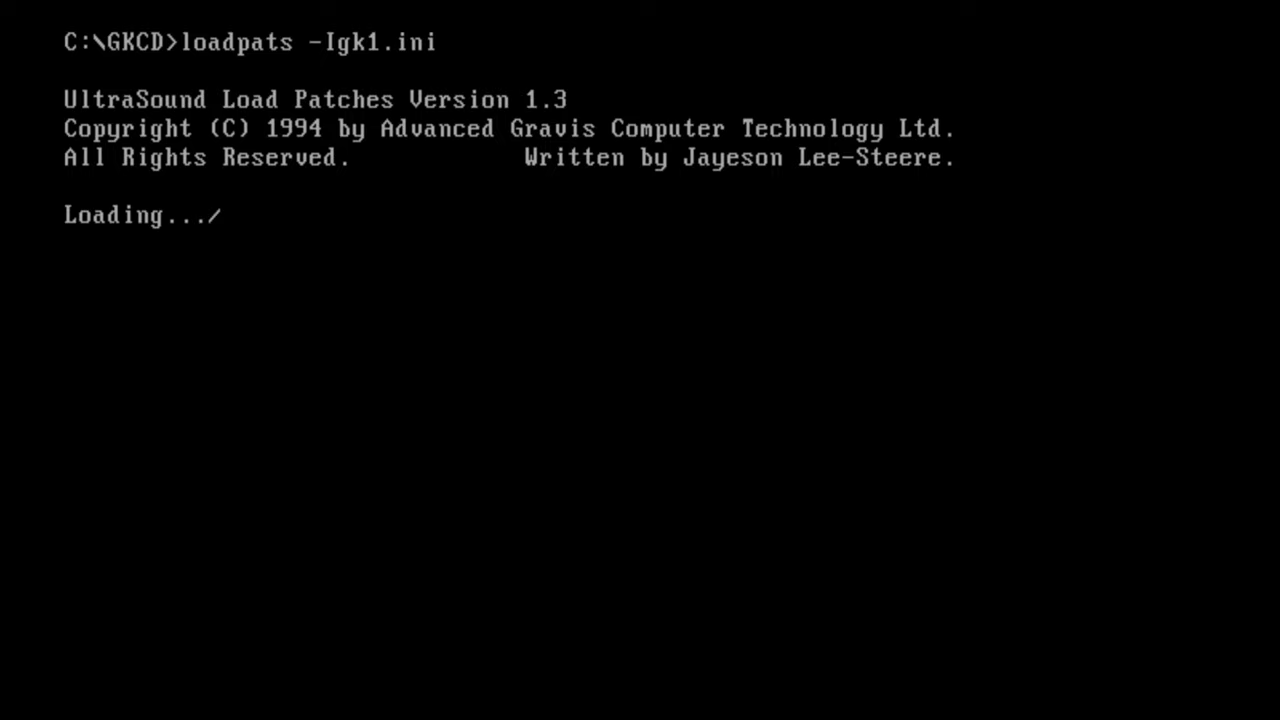 C:\GKCD>loadpats -Igk1.ini
UltraSound Load Patches Version 1.3
Copyright (C) 1994 by Advanced Gravis Computer Technology Ltd.
All Rights Reserved.           Written by Jayeson Lee-Steere.
Loading.../